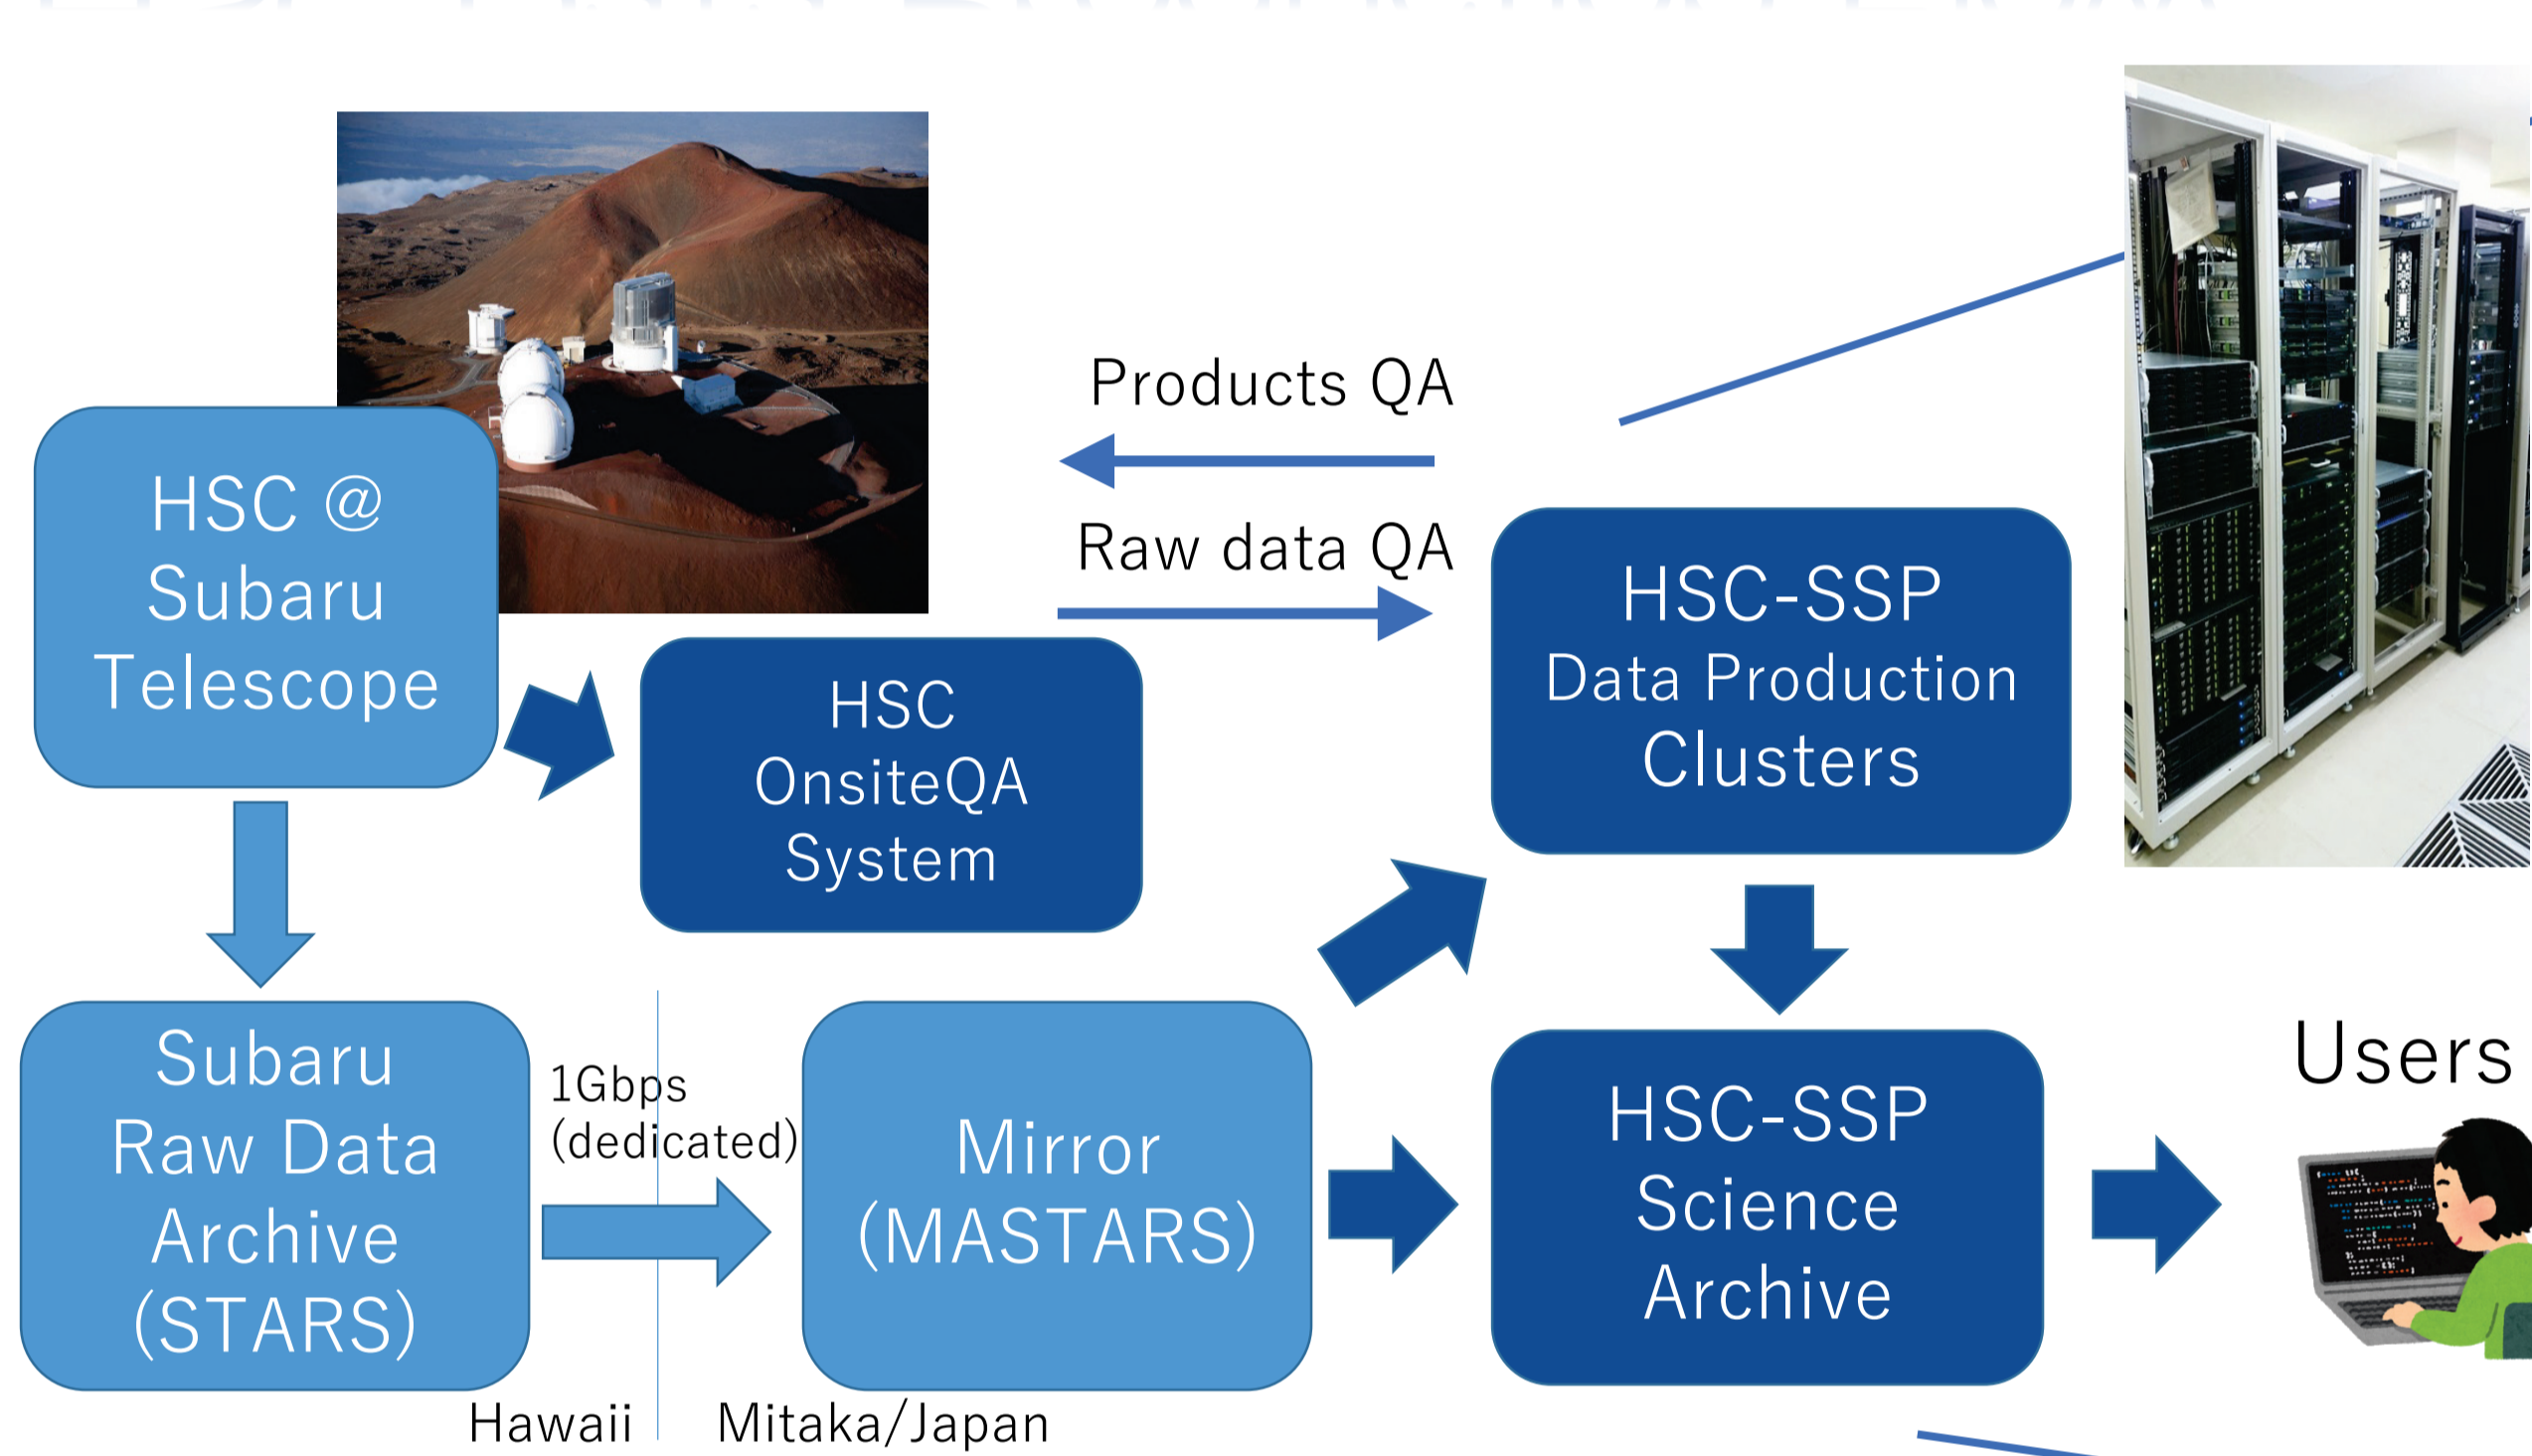 HSC @
Subaru
Telescope
Products QA
Raw data QA
HSC
OnsiteQA
System
HSC-SSP
Data Production
Clusters
Subaru
Raw Data
Archive
(STARS)
1Gbps
(dedicated)
Mirror
(MASTARS)
HSC-SSP
Science
Archive
Users
Hawaii
Mitaka/Japan